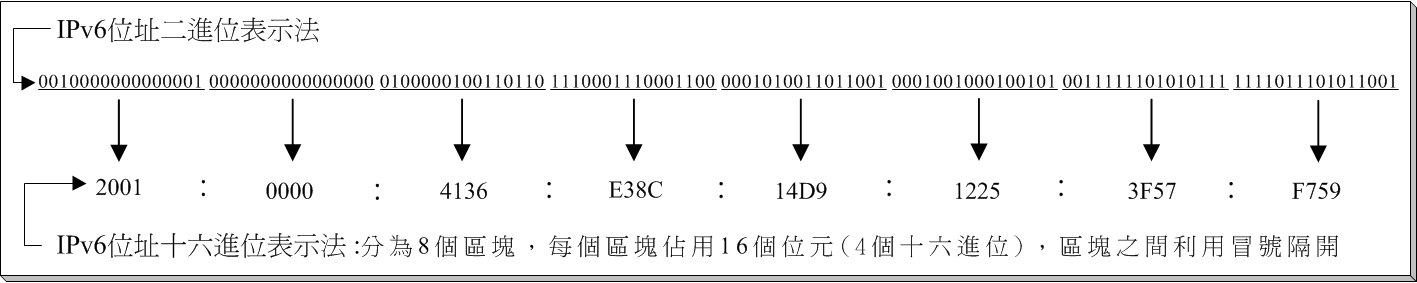 IPv6位址二進位表示法
0010000000000001 0000000000000000 0100000100110110 1110001110001100 0001010011011001 0001001000100101 0011111101010111 1111011101011001
2001 : 0000 : 4136 : E38C : 14D9 : 1225 : 3F57 : F759
IPv6位址十六進位表示法:分為8個區塊，每個區塊佔用16個位元(4個十六進位)，區塊之間利用冒號隔開